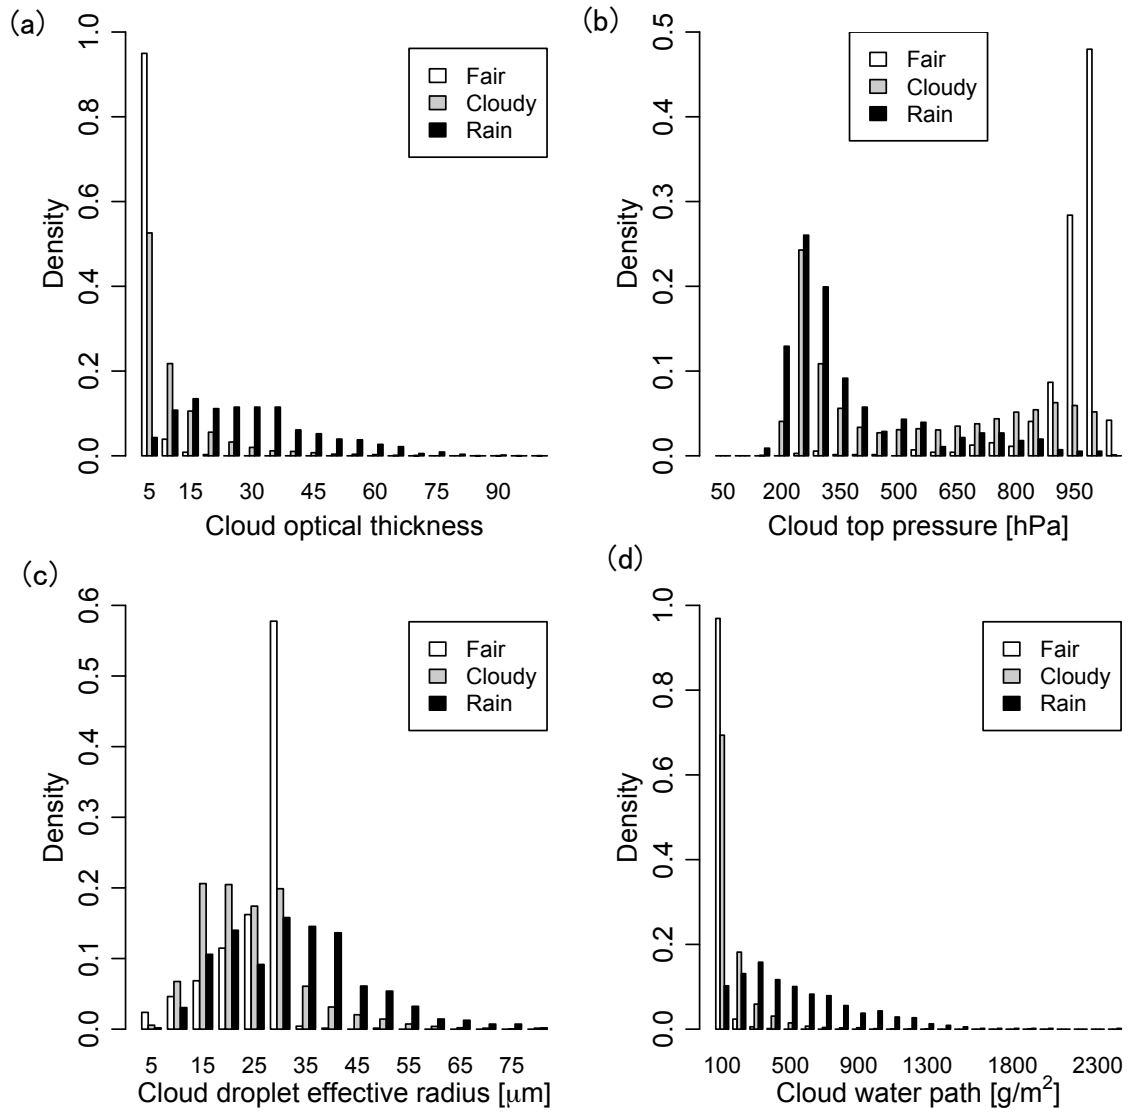 (a)
1.0
0.8
0.6
0.4
0.2
0.0
Density
Fair
Cloudy
Rain
5 15 30 45 60 75 90
Cloud optical thickness
(b)
0.5
0.4
0.3
0.2
0.1
0.0
Density
Fair
Cloudy
Rain
50 200 350 500 650 800 950
Cloud top pressure [hPa]
(c)
0.6
0.5
0.4
0.3
0.2
0.1
0.0
Density
Fair
Cloudy
Rain
5 15 25 35 45 55 65 75
Cloud droplet effective radius [μm]
(d)
1.0
0.8
0.6
0.4
0.2
0.0
Density
Fair
Cloudy
Rain
100 500 900 1300 1800 2300
Cloud water path [g/m²]